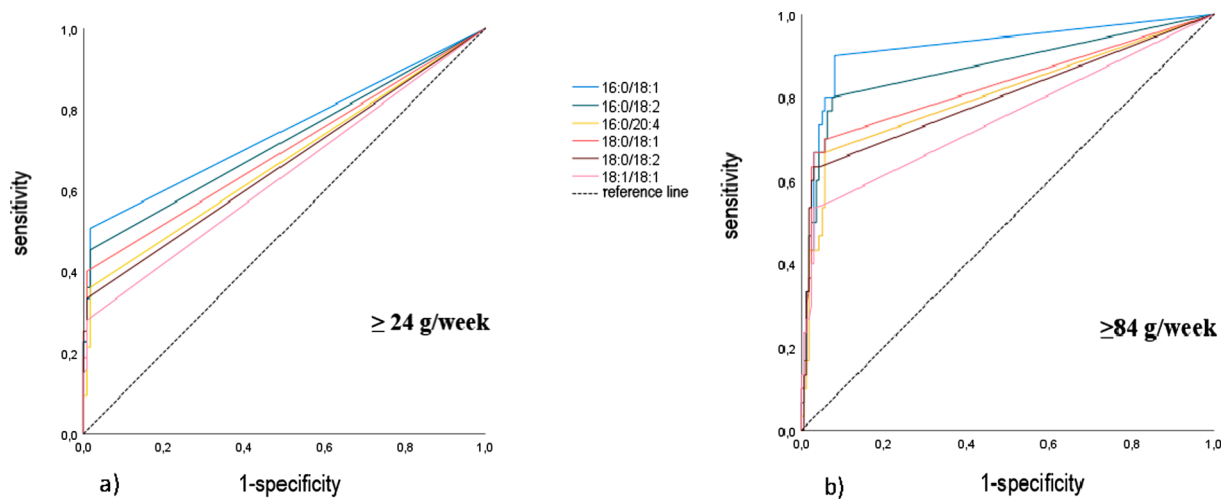 1,0
0,8
0,6
0,4
0,2
0,0
sensitivity
0,0 0,2 0,4 0,6 0,8 1,0
1-specificity
≥ 24 g/week
a)
16:0/18:1
16:0/18:2
16:0/20:4
18:0/18:1
18:0/18:2
18:1/18:1
reference line
1,0
0,8
0,6
0,4
0,2
0,0
sensitivity
0,0 0,2 0,4 0,6 0,8 1,0
1-specificity
≥84 g/week
b)